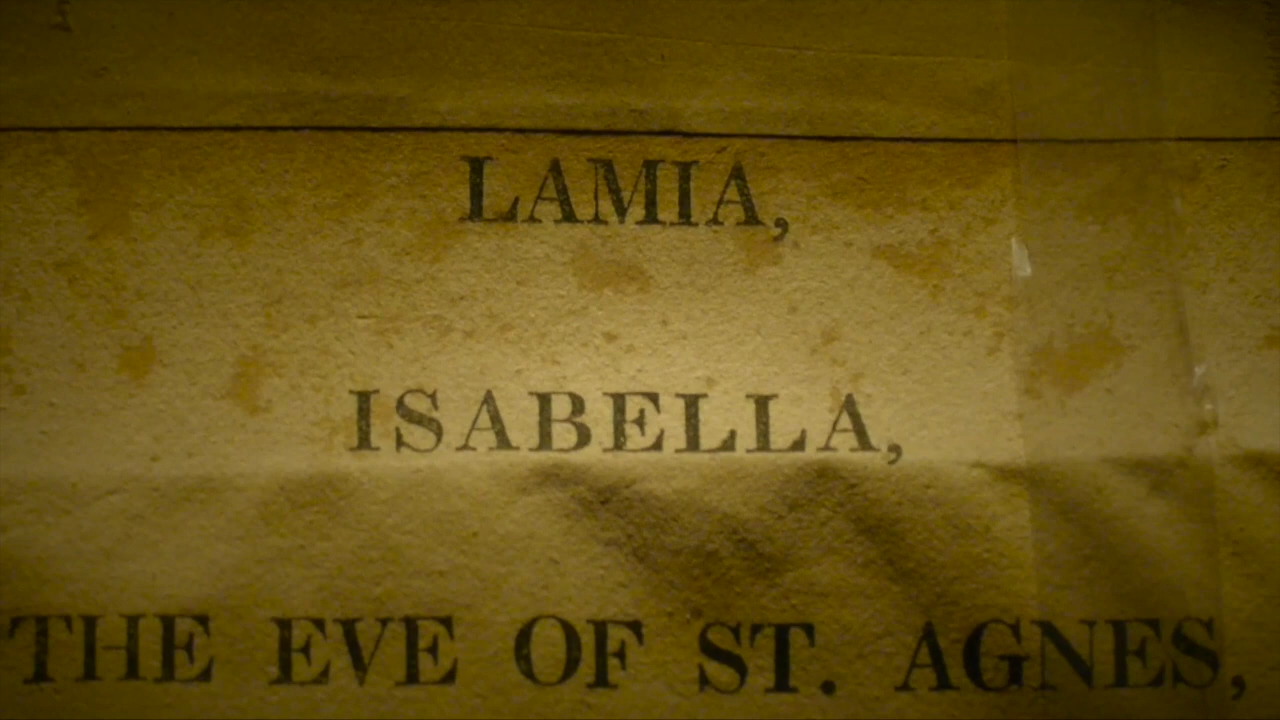 LAMIA,
ISABELLA,
THE EVE OF ST. AGNES,